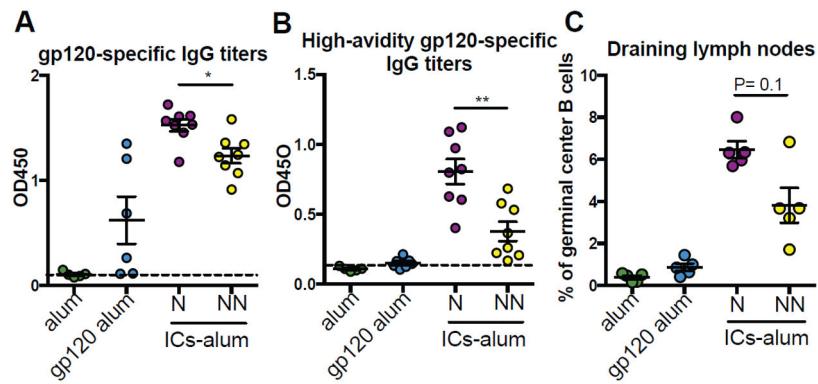 A
gp120-specific IgG titers
OD450
2
1
0
*
alum
gp120 alum
N
NN
ICs-alum
B
High-avidity gp120-specific
IgG titers
OD45O
1.5
1.0
0.5
0.0
**
alum
gp120 alum
N
NN
ICs-alum
C
Draining lymph nodes
% of germinal center B cells
10
8
6
4
2
0
P= 0.1
alum
gp120 alum
N
NN
ICs-alum